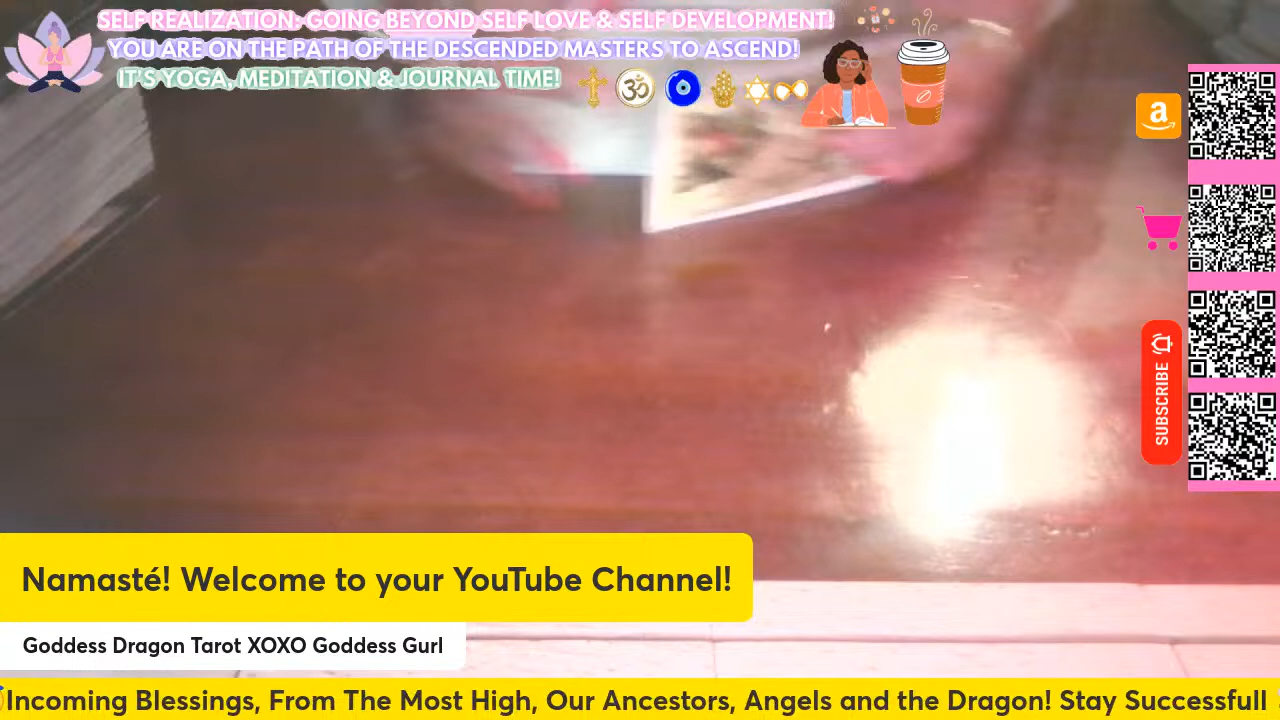 SELF REALIZATION: GOING BEYOND SELF LOVE & SELF DEVELOPMENT!
YOU ARE ON THE PATH OF THE DESCENDED MASTERS TO ASCEND!
IT'S YOGA, MEDITATION & JOURNAL TIME!
a
SUBSCRIBE
Namasté! Welcome to your YouTube Channel!
Goddess Dragon Tarot XOXO Goddess Gurl
Incoming Blessings, From The Most High, Our Ancestors, Angels and the Dragon! Stay Successfull